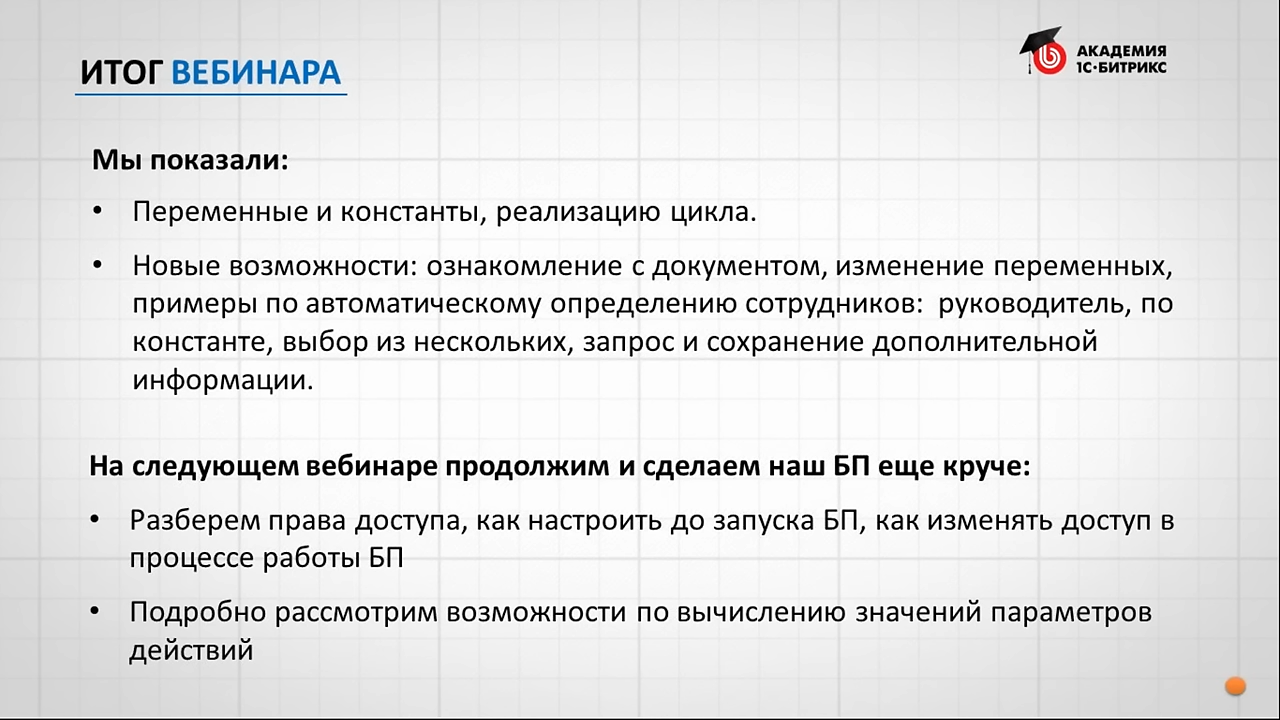 ИТОГ ВЕБИНАРА
АКАДЕМИЯ
1С·БИТРИКС
Мы показали:
• Переменные и константы, реализацию цикла.
• Новые возможности: ознакомление с документом, изменение переменных,
примеры по автоматическому определению сотрудников:  руководитель, по
константе, выбор из нескольких, запрос и сохранение дополнительной
информации.
На следующем вебинаре продолжим и сделаем наш БП еще круче:
• Разберем права доступа, как настроить до запуска БП, как изменять доступ в
процессе работы БП
• Подробно рассмотрим возможности по вычислению значений параметров
действий